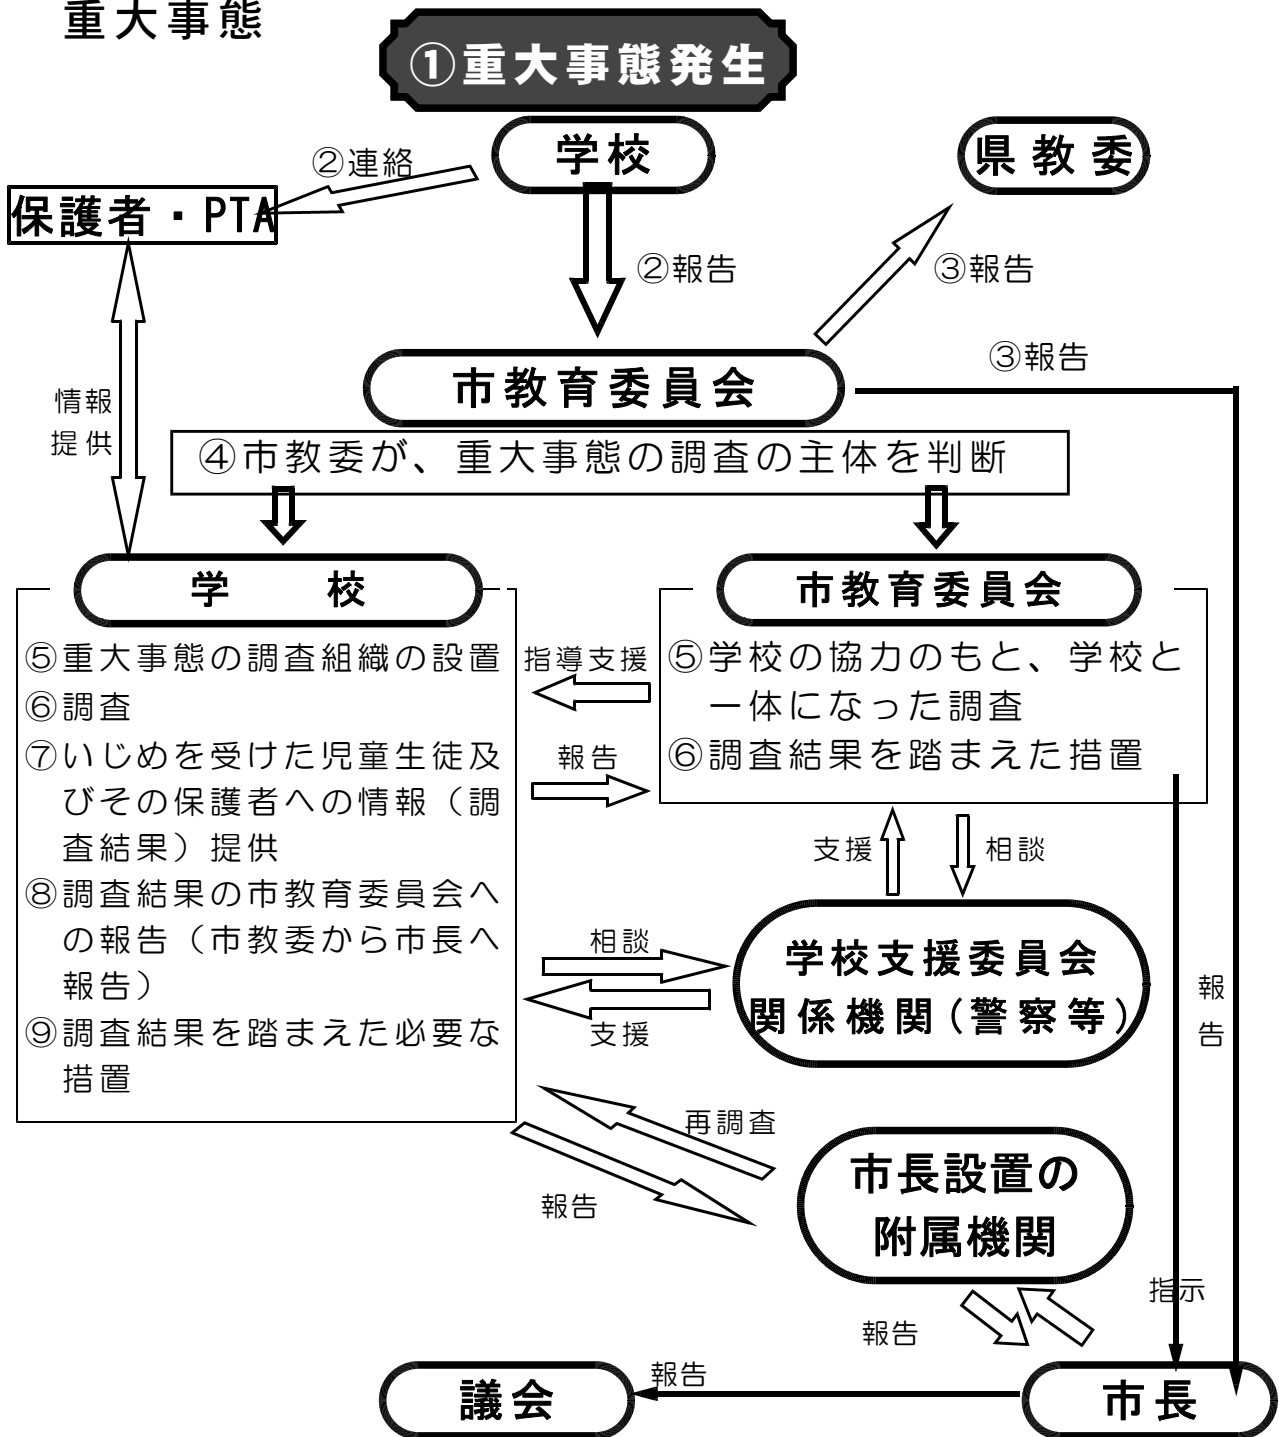 重大事態
①重大事態発生
学校
県教委
②連絡
保護者・PTA
②報告
③報告
③報告
市教育委員会
情報
提供
④市教委が、重大事態の調査の主体を判断
学　　校
市教育委員会
⑤重大事態の調査組織の設置
⑥調査
⑦いじめを受けた児童生徒及
びその保護者への情報（調
査結果）提供
⑧調査結果の市教育委員会へ
の報告（市教委から市長へ
報告）
⑨調査結果を踏まえた必要な
措置
指導支援
報告
⑤学校の協力のもと、学校と
一体になった調査
⑥調査結果を踏まえた措置
支援
相談
相談
支援
学校支援委員会
関係機関（警察等）
報
告
再調査
報告
市長設置の
附属機関
指示
報告
報告
議会
市長